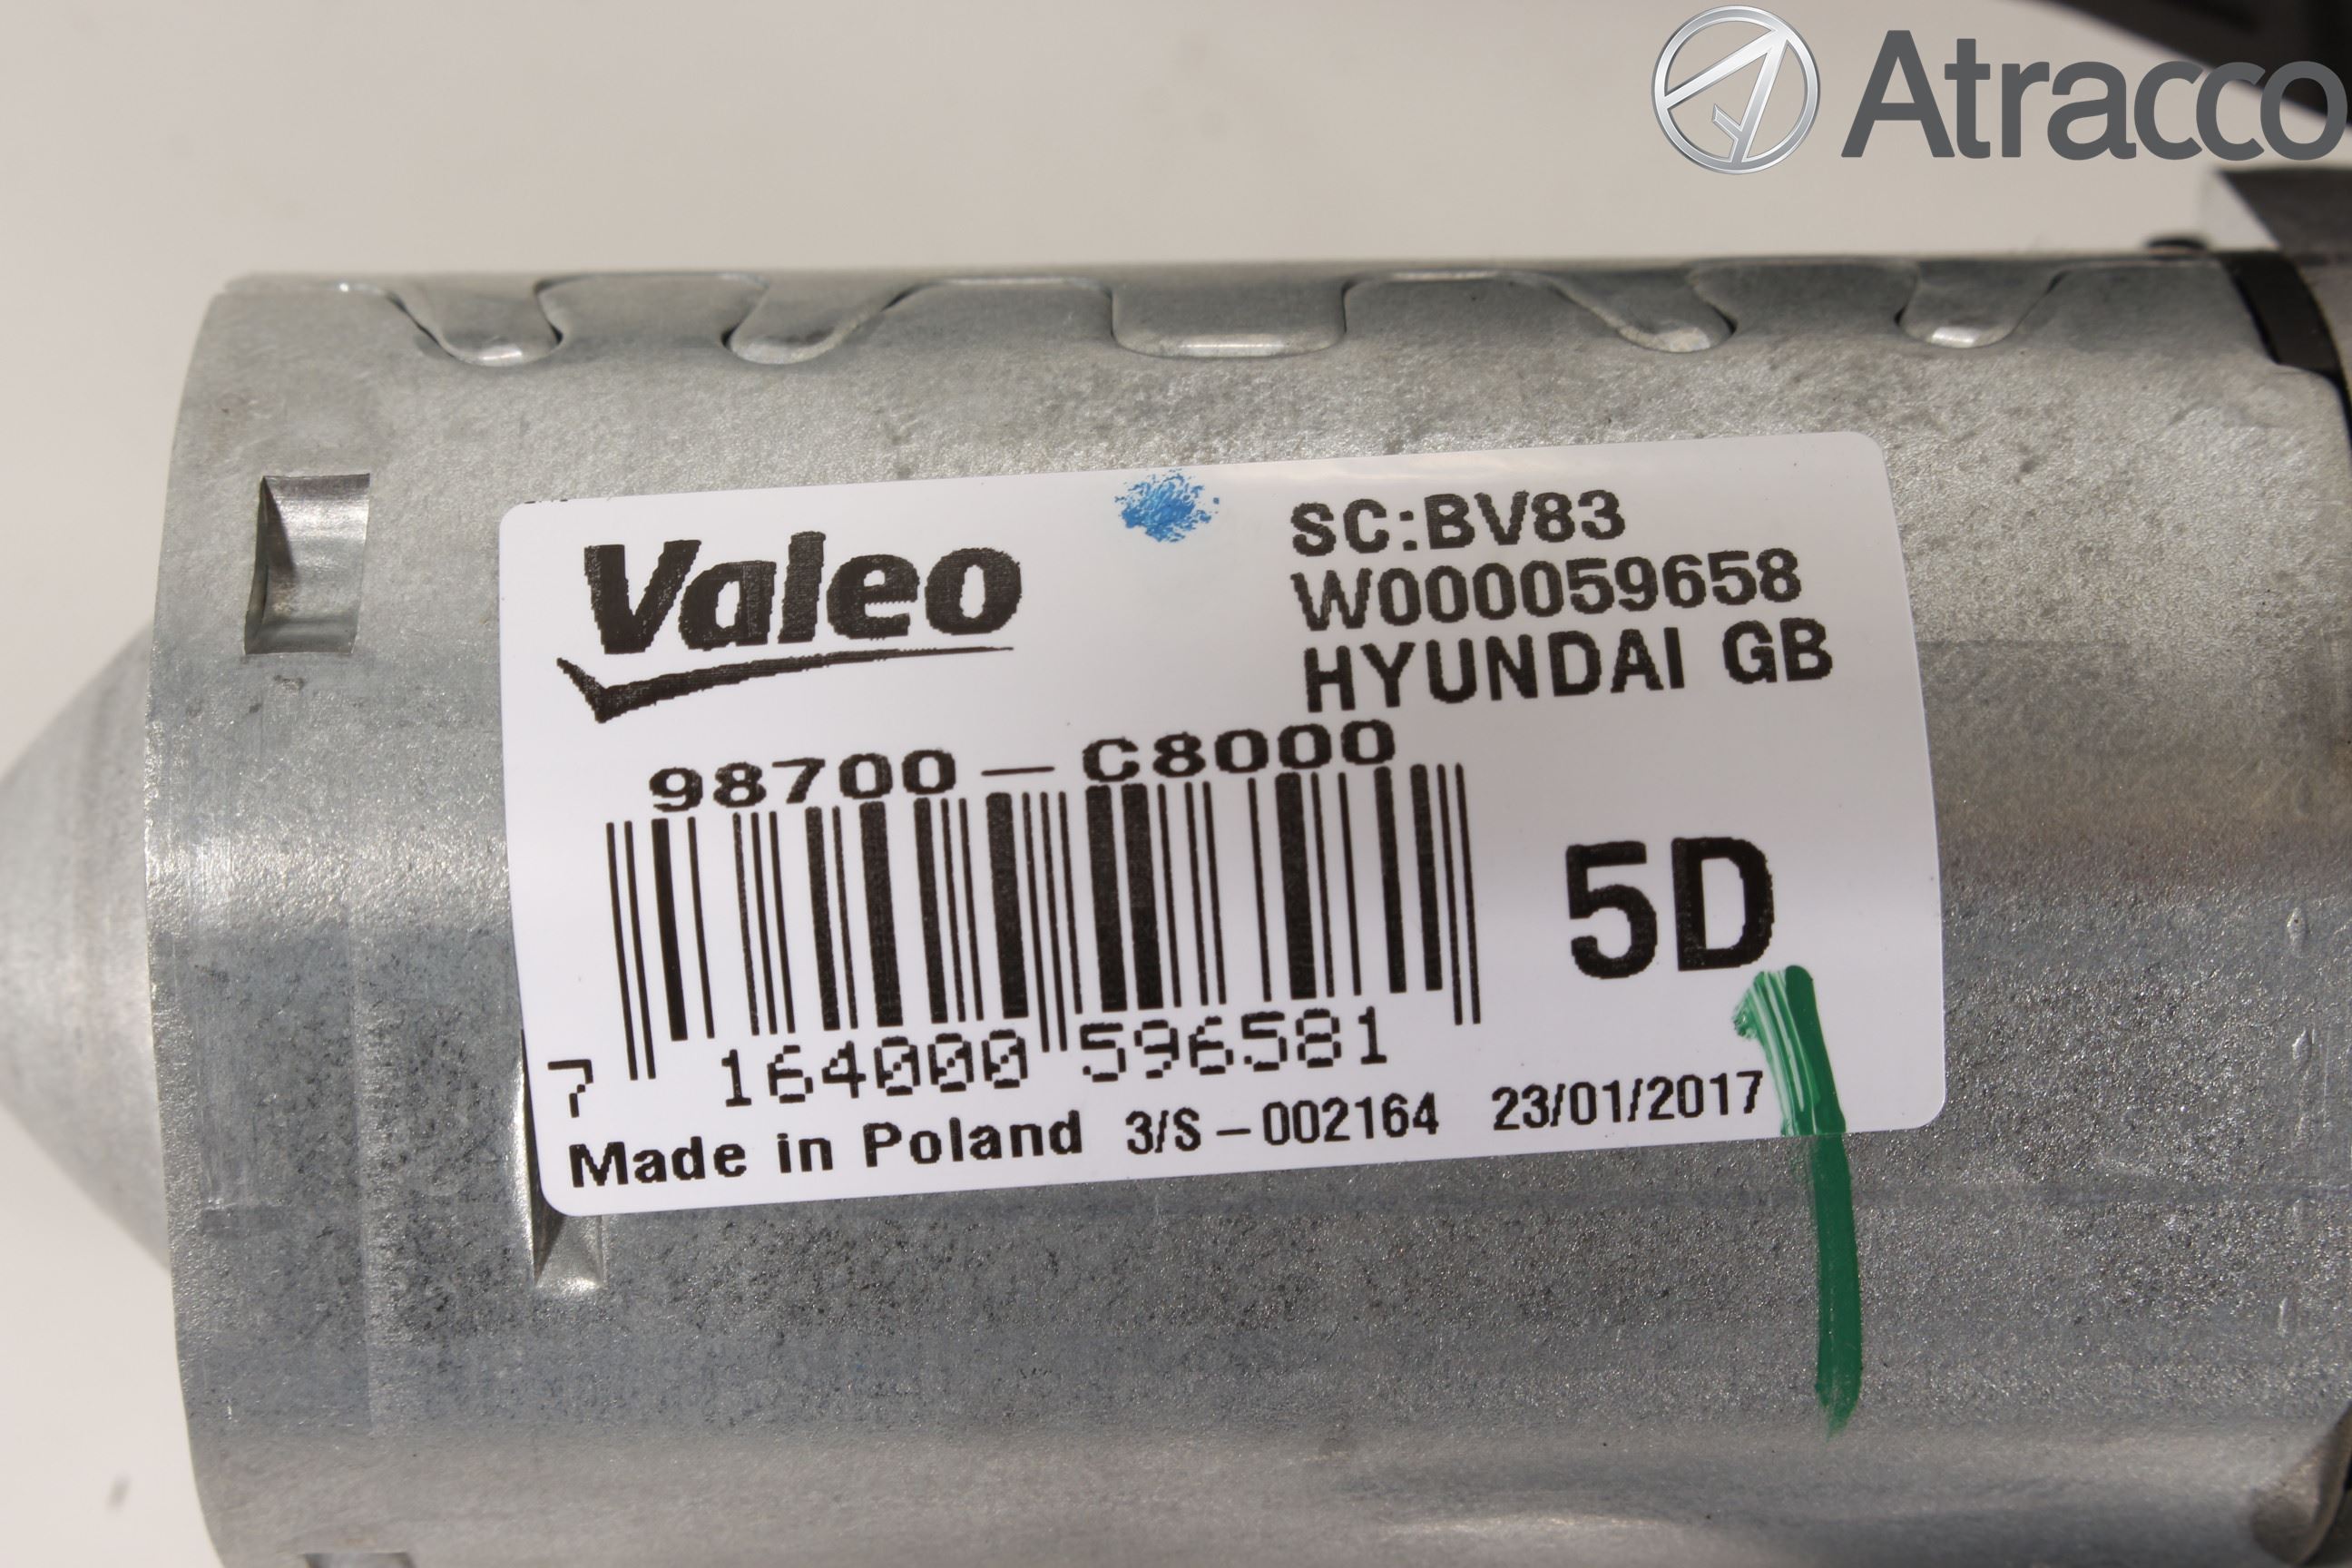 Atracco
Valeo
SC:BV83
W000059658
HYUNDAI GB
98700-C8000
5D
7 164000 596581
Made in Poland 3/S-002164 23/01/2017